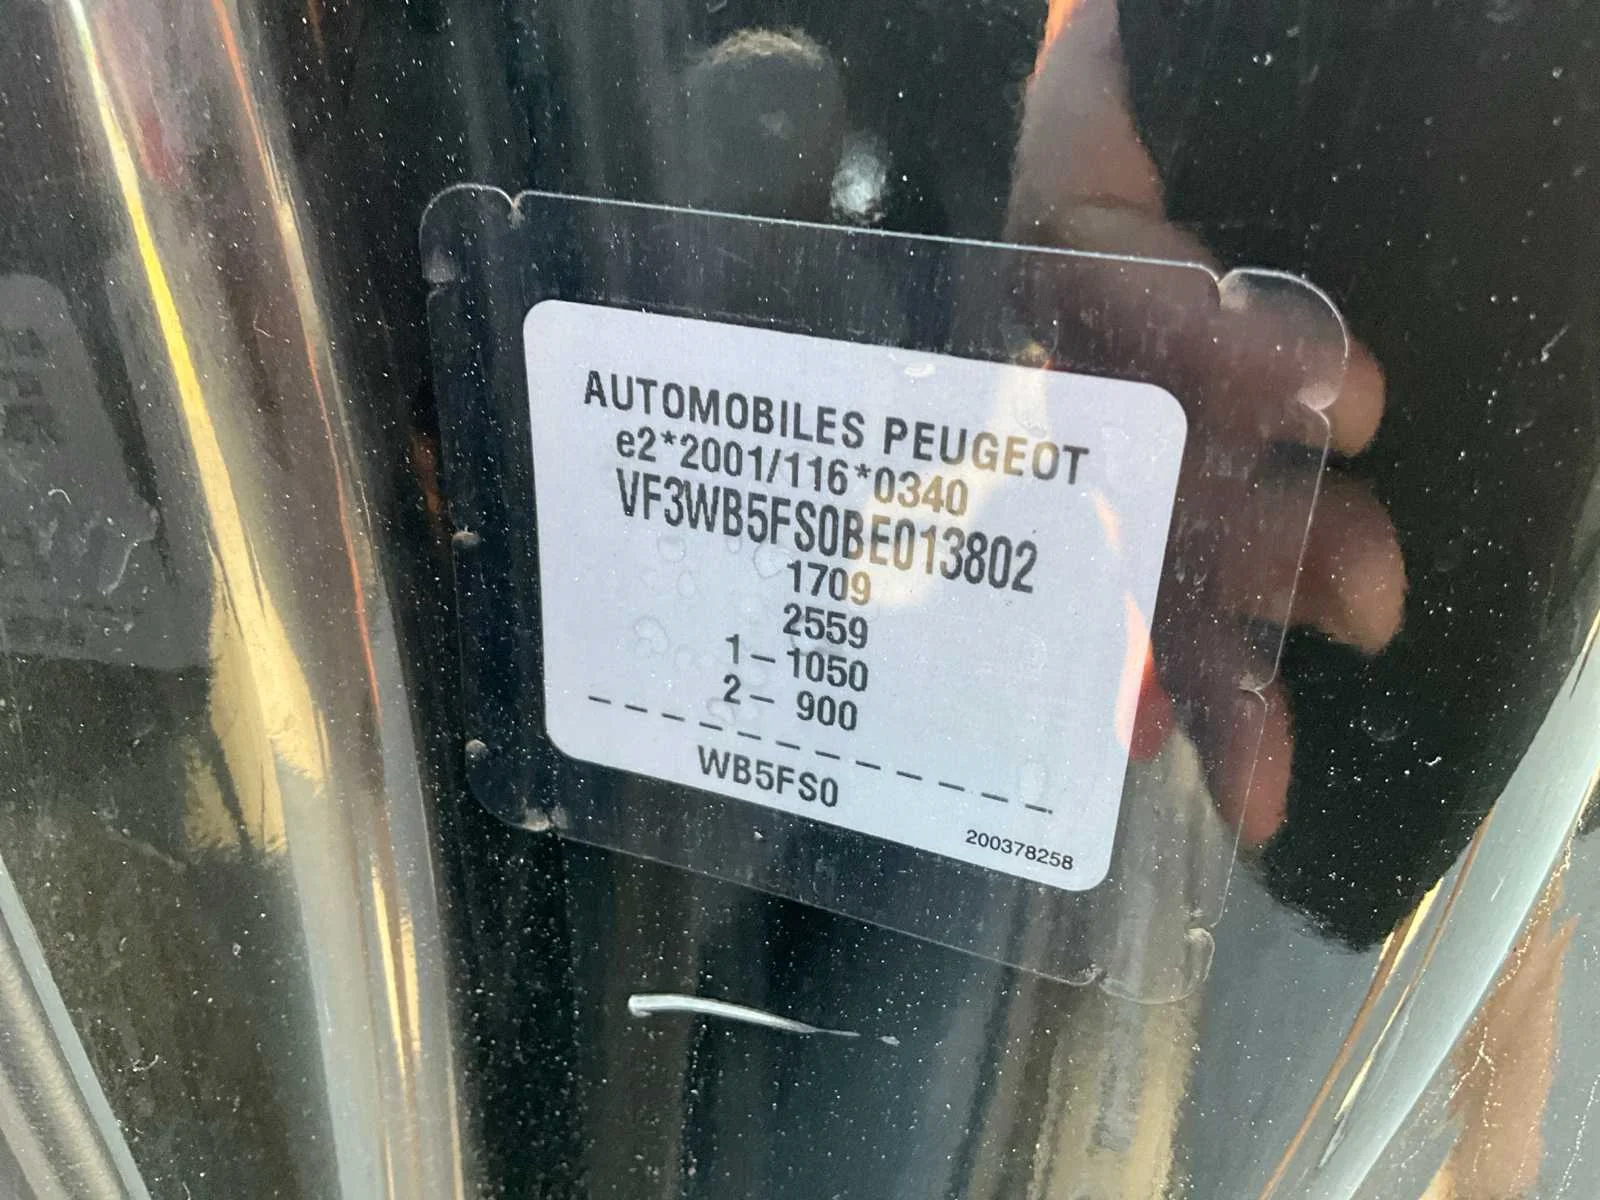 AUTOMOBILES PEUGEOT
e2*2001/116*0340
VF3WB5FS0BE013802
1709
2559
1 – 1050
2 – 900
WB5FS0
200378258